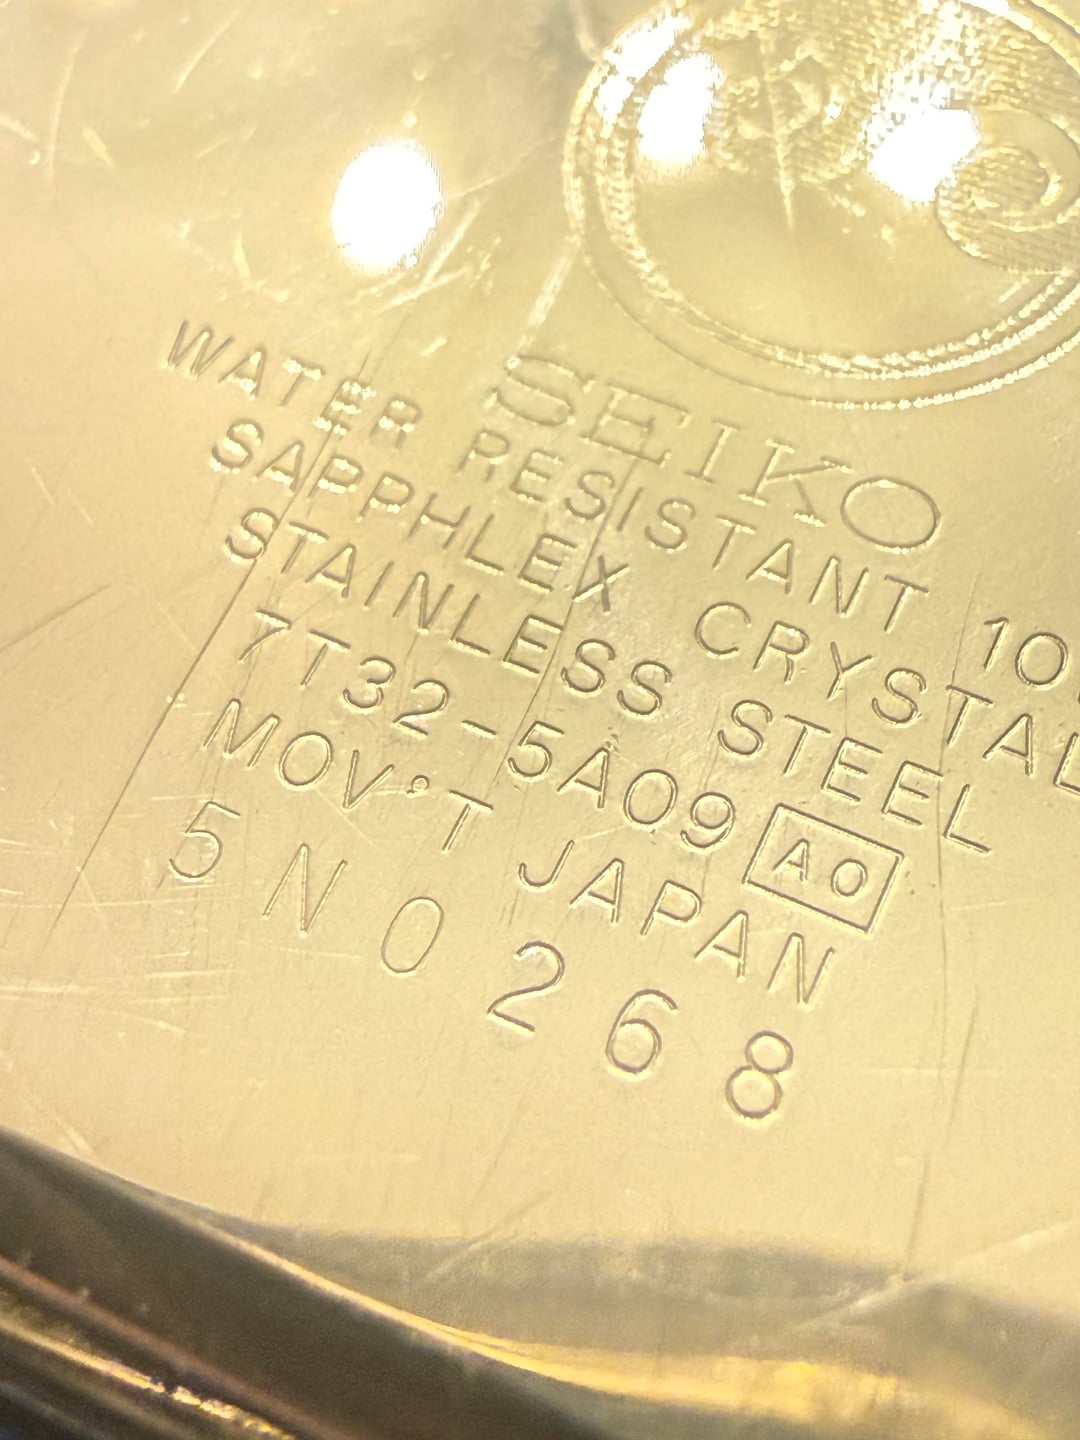 SEIKO
WATER RESISTANT 10
SAPPHLEX CRYSTAL
STAINLESS STEEL
7T32-5A09 A0
MOV'T JAPAN
5N0268